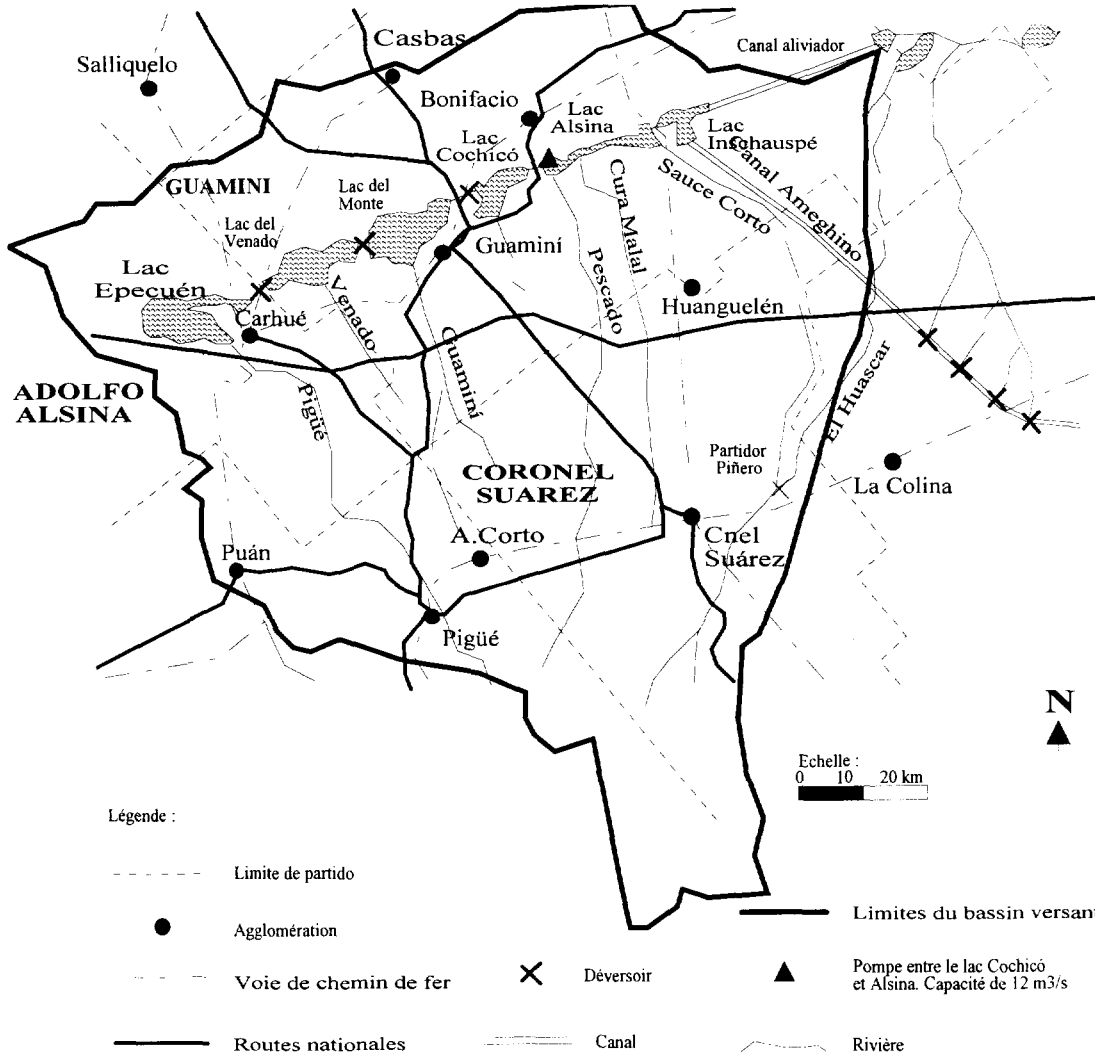 Casbas
Salliquelo
Canal aliviador
Bonifacio
Lac
Alsina
Lac
Cochicó
Lac
Inchauspé
Canal Ameghino
Sauce Corto
GUAMINI
Lac del
Monte
Lac del
Venado
Cura Malal
Guaminí
Lac
Epecuén
Venado
Pescado
Huanguelén
Carhué
Guaminí
El Huascar
ADOLFO
ALSINA
Pigüé
CORONEL
SUAREZ
Partidor
Piñero
La Colina
A.Corto
Cnel
Suárez
Puán
Pigüé
N
Echelle :
0 10 20 km
Légende :
Limite de partido
Agglomération
Voie de chemin de fer
Routes nationales
Déversoir
Canal
Limites du bassin versant
Pompe entre le lac Cochicó
et Alsina. Capacité de 12 m3/s
Rivière